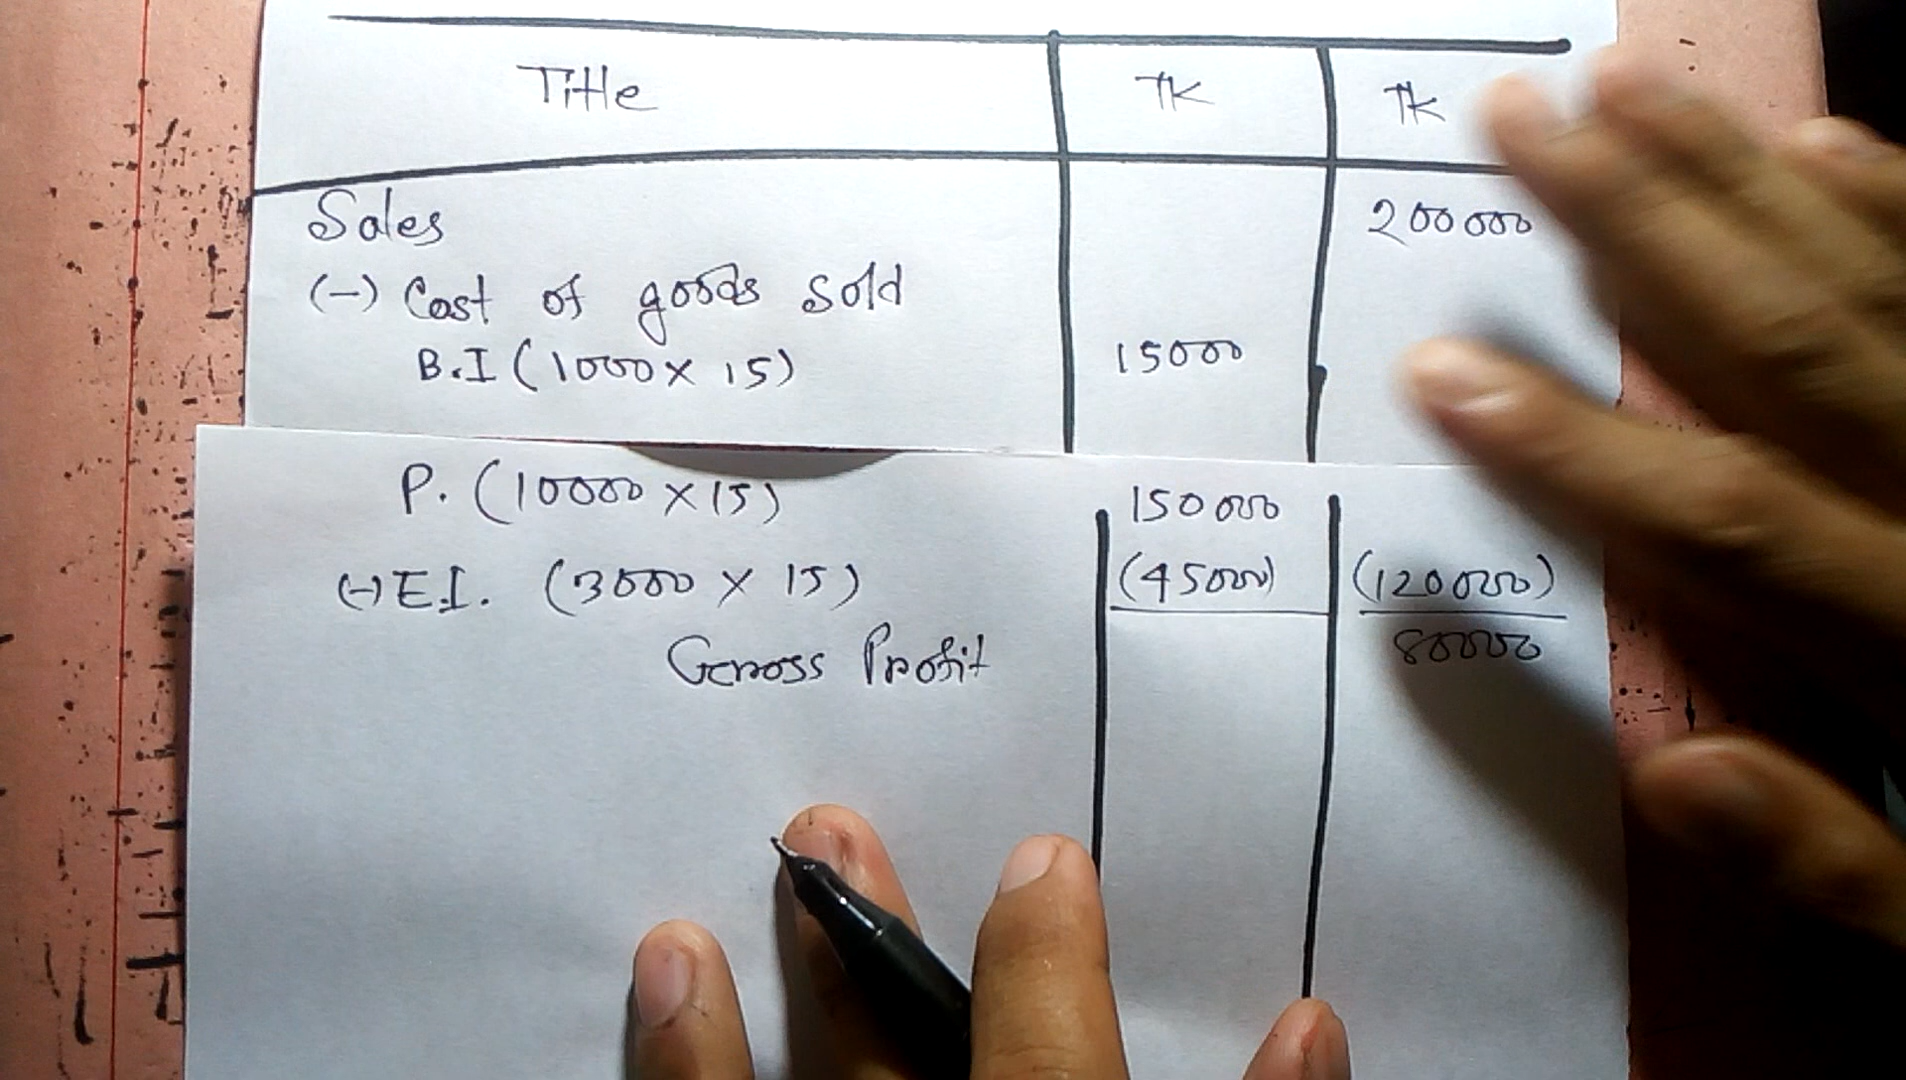 Title TK TK
Sales 200000
(-) Cost of goods sold
B.I (1000 x 15) 15000
P. (10000 x 15) 150000
(-) E.I. (3000 x 15) (45000) (120000)
Gross Profit 80000